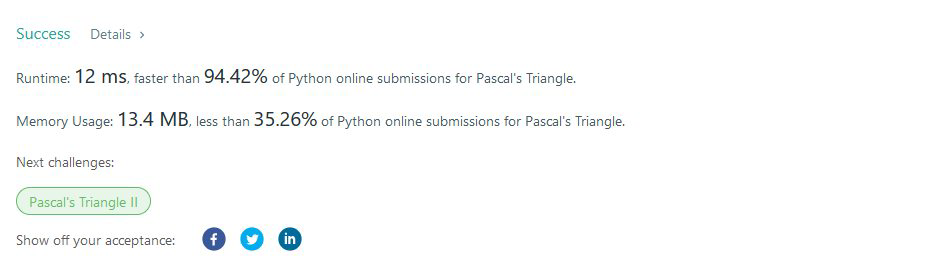 Success Details >
Runtime: 12 ms, faster than 94.42% of Python online submissions for Pascal's Triangle.
Memory Usage: 13.4 MB, less than 35.26% of Python online submissions for Pascal's Triangle.
Next challenges:
Pascal's Triangle II
Show off your acceptance: f in